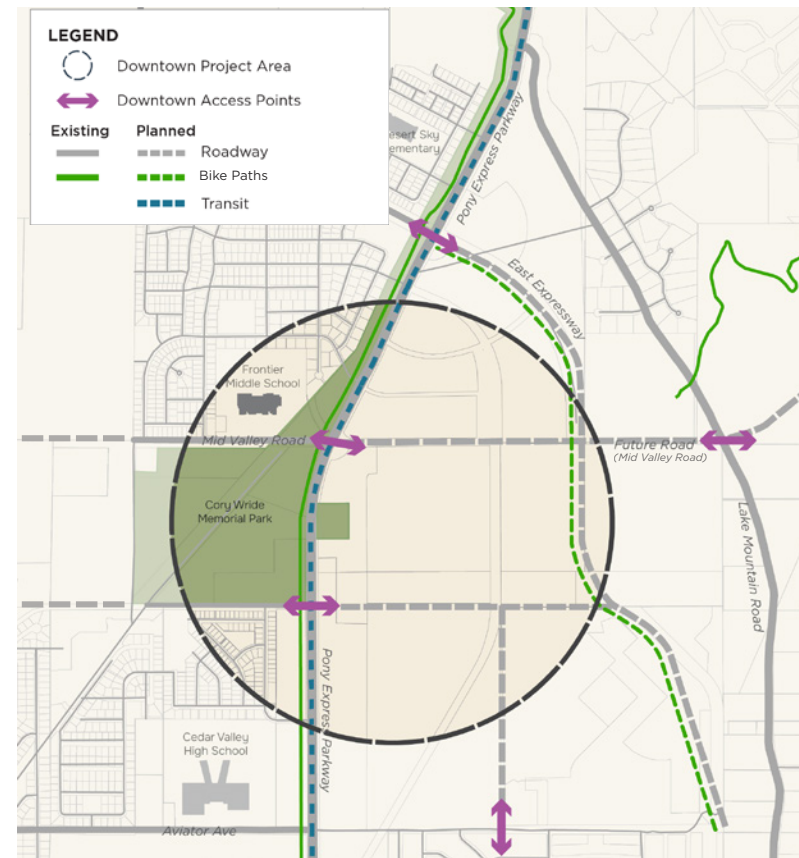 LEGEND
Downtown Project Area
Downtown Access Points
Existing Planned
Roadway
Bike Paths
Transit
esert Sky
ementary
Pony Express Parkway
East Expressway
Frontier
Middle School
Mid Valley Road
Future Road
(Mid Valley Road)
Cory Wride
Memorial Park
Lake Mountain Road
Pony Express Parkway
Cedar Valley
High School
Aviator Ave